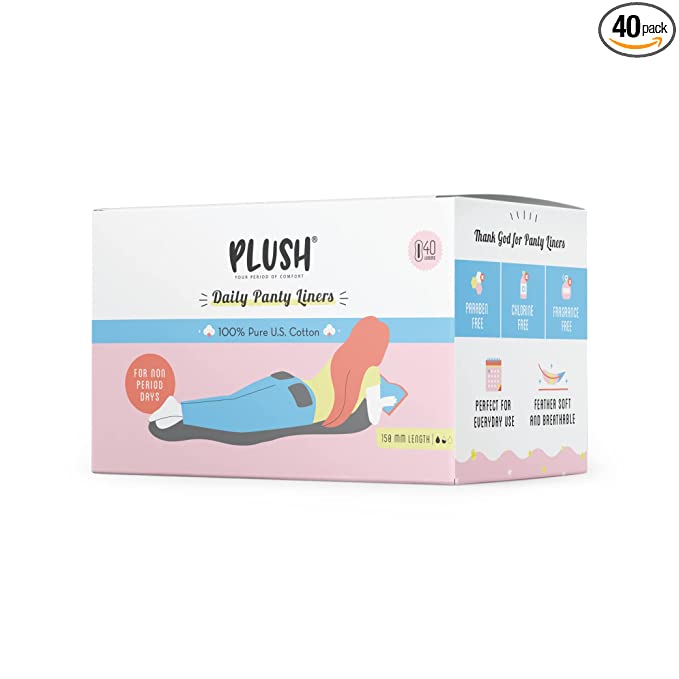 40 pack
PLUSH®
YOUR PERIOD OF COMFORT
40
LINERS
Daily Panty Liners
100% Pure U.S. Cotton
FOR NON
PERIOD
DAYS
150 MM LENGTH
Thank God for Panty Liners
PARABEN
FREE
CHLORINE
FREE
FRAGRANCE
FREE
PERFECT FOR
EVERYDAY USE
FEATHER SOFT
AND BREATHABLE